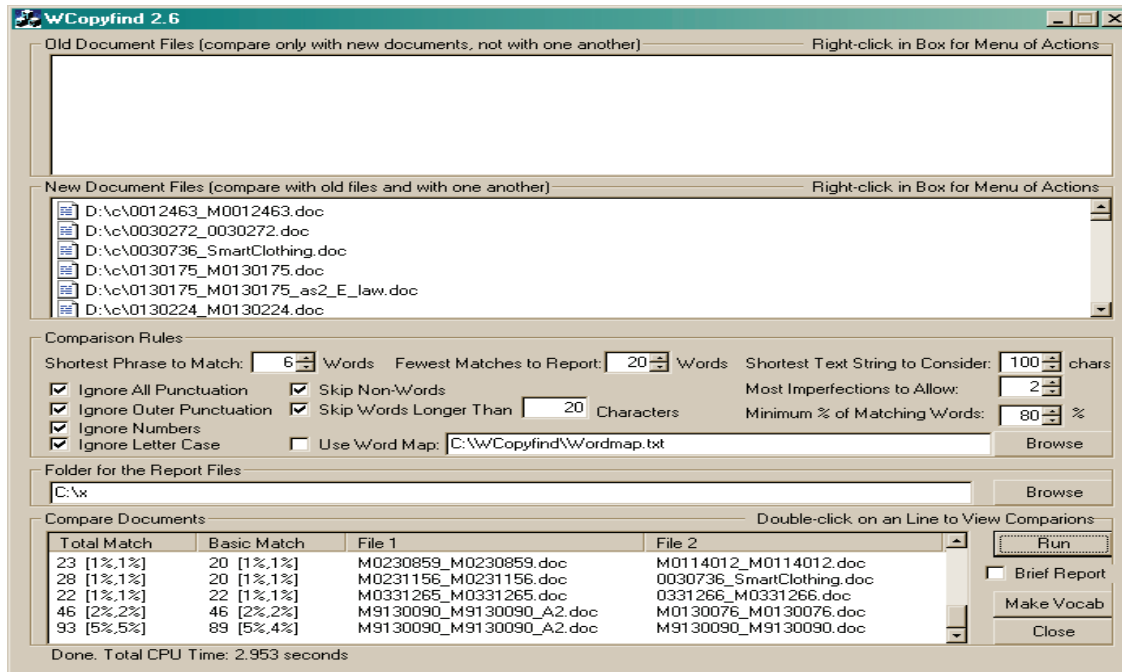 WCopyfind 2.6
Old Document Files (compare only with new documents, not with one another) Right-click in Box for Menu of Actions
New Document Files (compare with old files and with one another) Right-click in Box for Menu of Actions
D:\c\0012463_M0012463.doc
D:\c\0030272_0030272.doc
D:\c\0030736_SmartClothing.doc
D:\c\0130175_M0130175.doc
D:\c\0130175_M0130175_as2_E_law.doc
D:\c\0130224_M0130224.doc
Comparison Rules
Shortest Phrase to Match: 6 Words Fewest Matches to Report: 20 Words Shortest Text String to Consider: 100 chars
Ignore All Punctuation Skip Non-Words Most Imperfections to Allow: 2
Ignore Outer Punctuation Skip Words Longer Than 20 Characters Minimum % of Matching Words: 80 %
Ignore Numbers
Ignore Letter Case Use Word Map: C:\WCopyfind\Wordmap.txt Browse
Folder for the Report Files
C:\x Browse
Compare Documents Double-click on an Line to View Comparions
Total Match Basic Match File 1 File 2 Run
23 [1%,1%] 20 [1%,1%] M0230859_M0230859.doc M0114012_M0114012.doc
28 [1%,1%] 20 [1%,1%] M0231156_M0231156.doc 0030736_SmartClothing.doc Brief Report
22 [1%,1%] 22 [1%,1%] M0331265_M0331265.doc 0331266_M0331266.doc
46 [2%,2%] 46 [2%,2%] M9130090_M9130090_A2.doc M0130076_M0130076.doc Make Vocab
93 [5%,5%] 89 [5%,4%] M9130090_M9130090_A2.doc M9130090_M9130090.doc Close
Done. Total CPU Time: 2.953 seconds